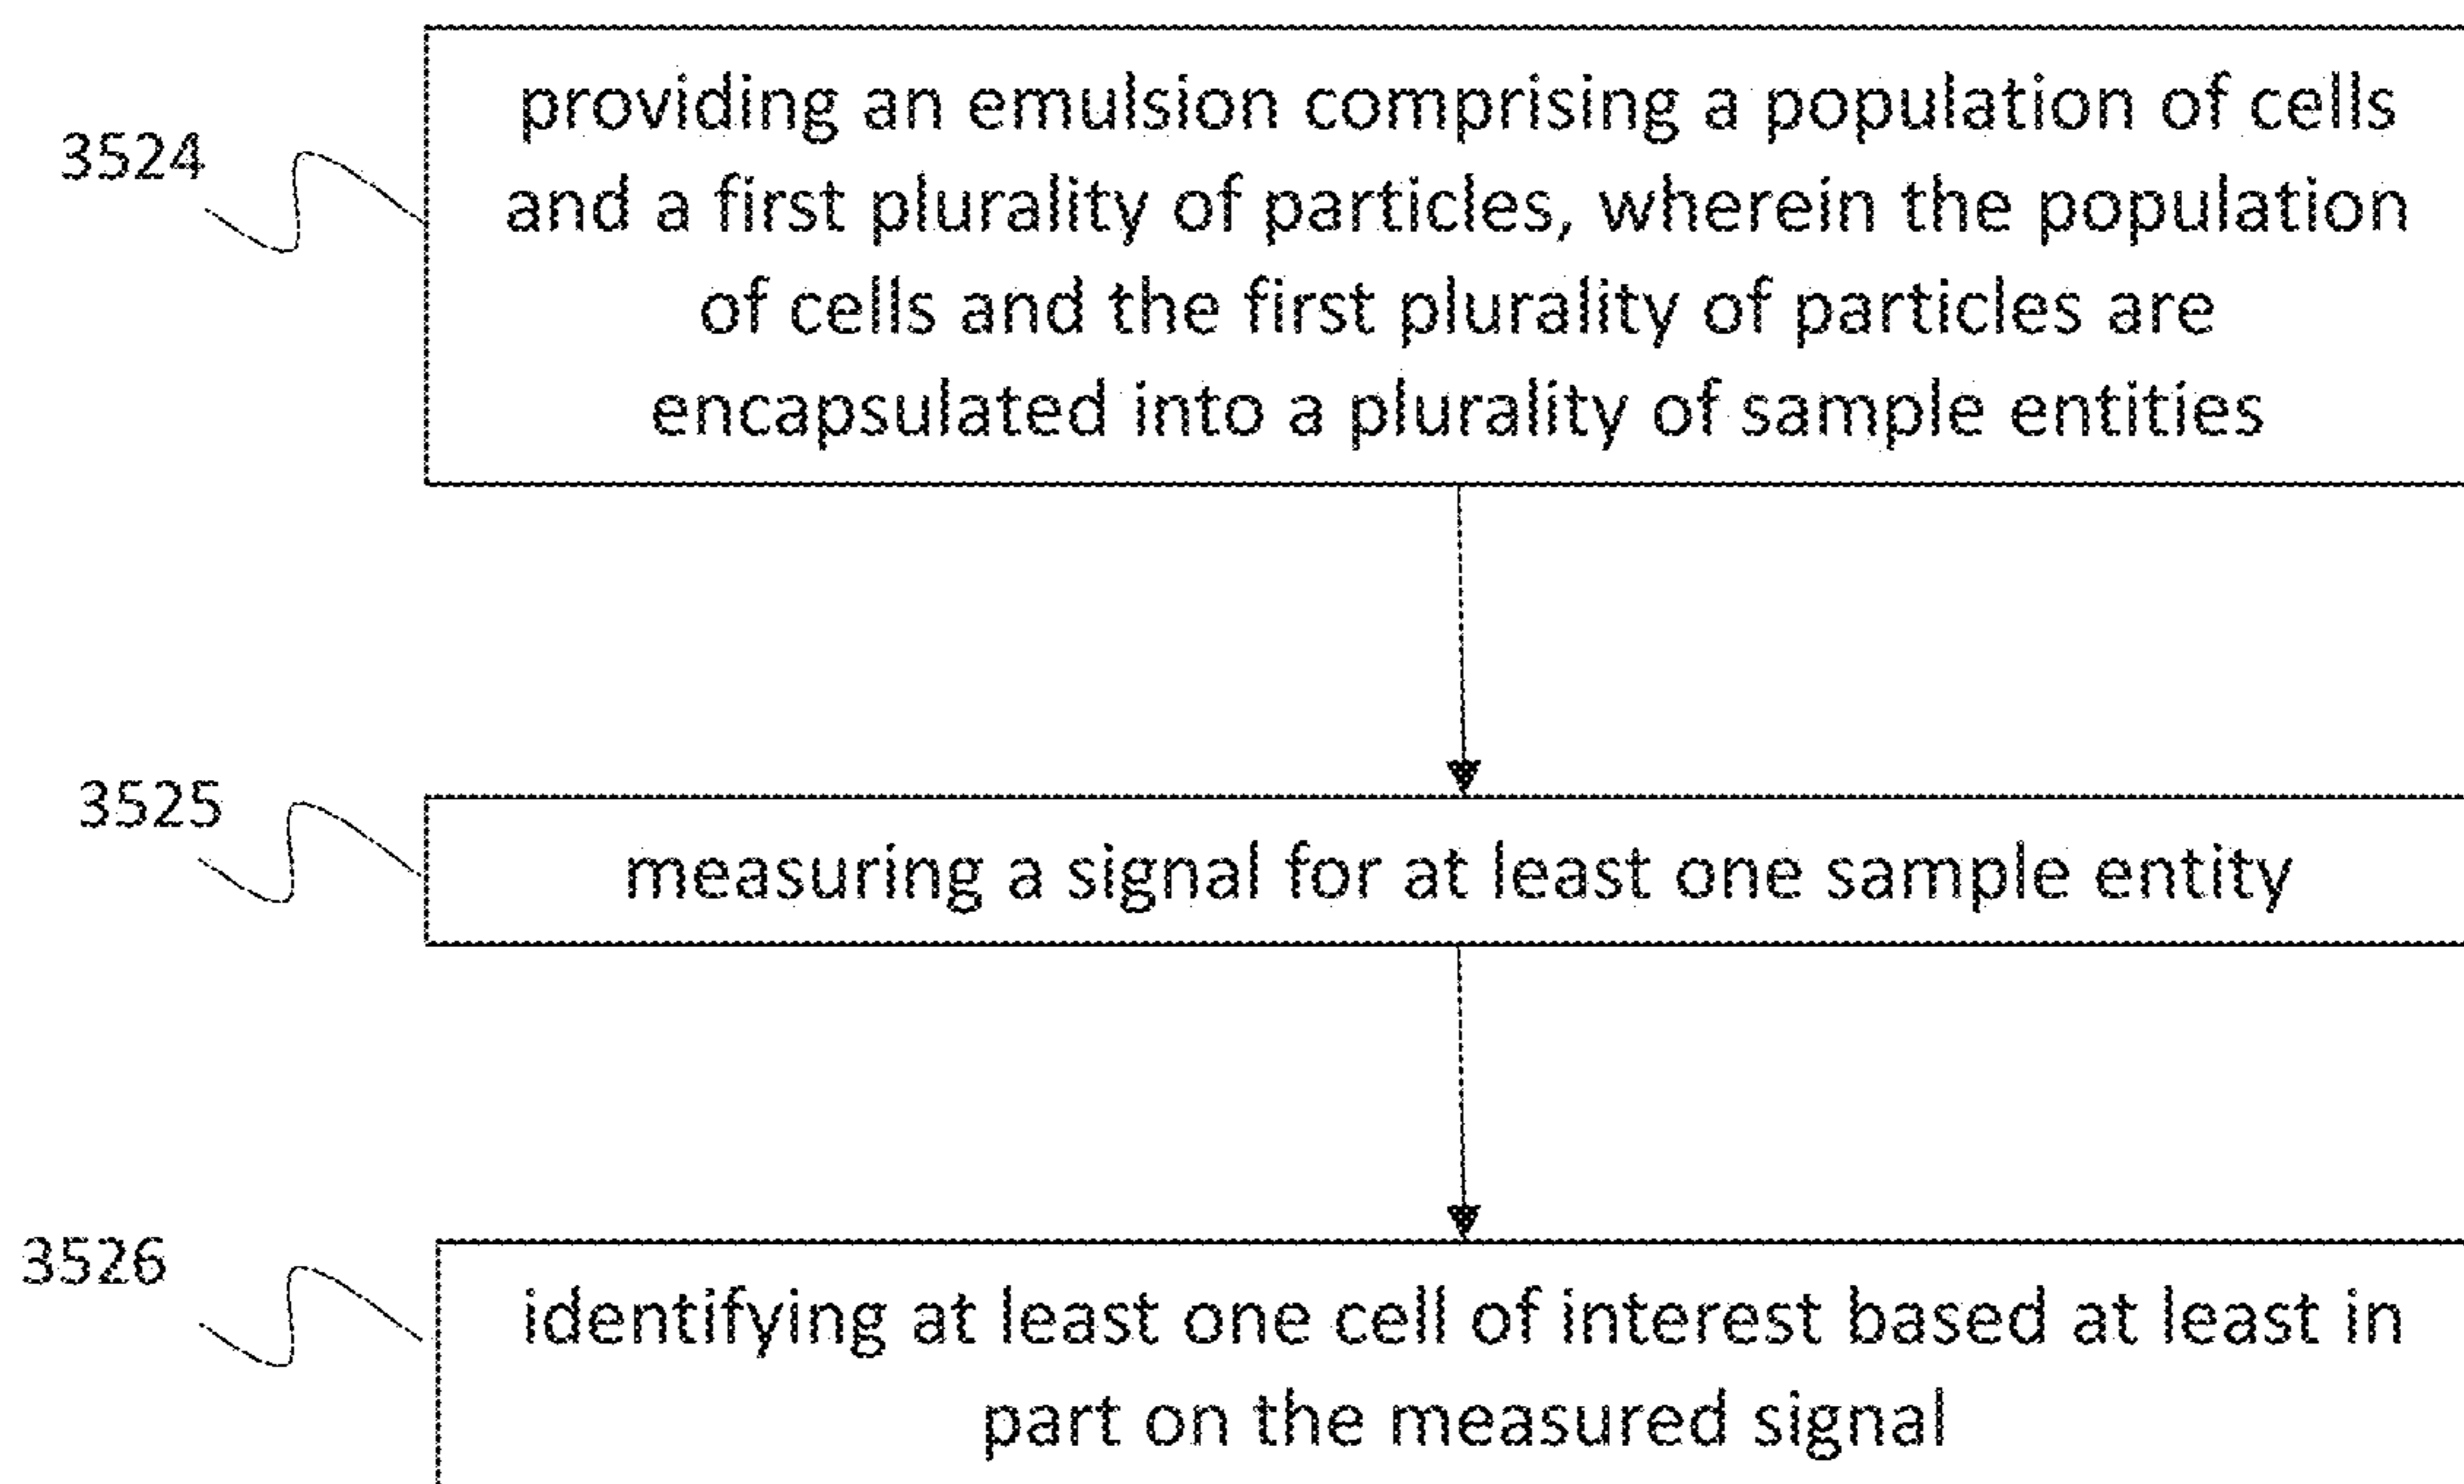 3524
providing an emulsion comprising a population of cells
and a first plurality of particles, wherein the population
of cells and the first plurality of particles are
encapsulated into a plurality of sample entities
3525
measuring a signal for at least one sample entity
3526
identifying at least one cell of interest based at least in
part on the measured signal